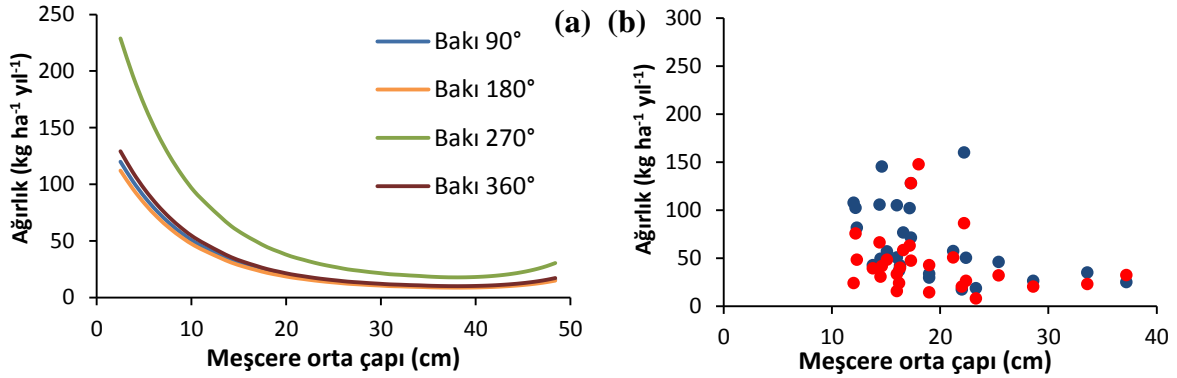 (a) (b)
Ağırlık (kg ha⁻¹ yıl⁻¹)
250
200
150
100
50
0
Bakı 90°
Bakı 180°
Bakı 270°
Bakı 360°
0 10 20 30 40 50
Meşcere orta çapı (cm)
Ağırlık (kg ha⁻¹ yıl⁻¹)
300
250
200
150
100
50
0
0 10 20 30 40
Meşcere orta çapı (cm)